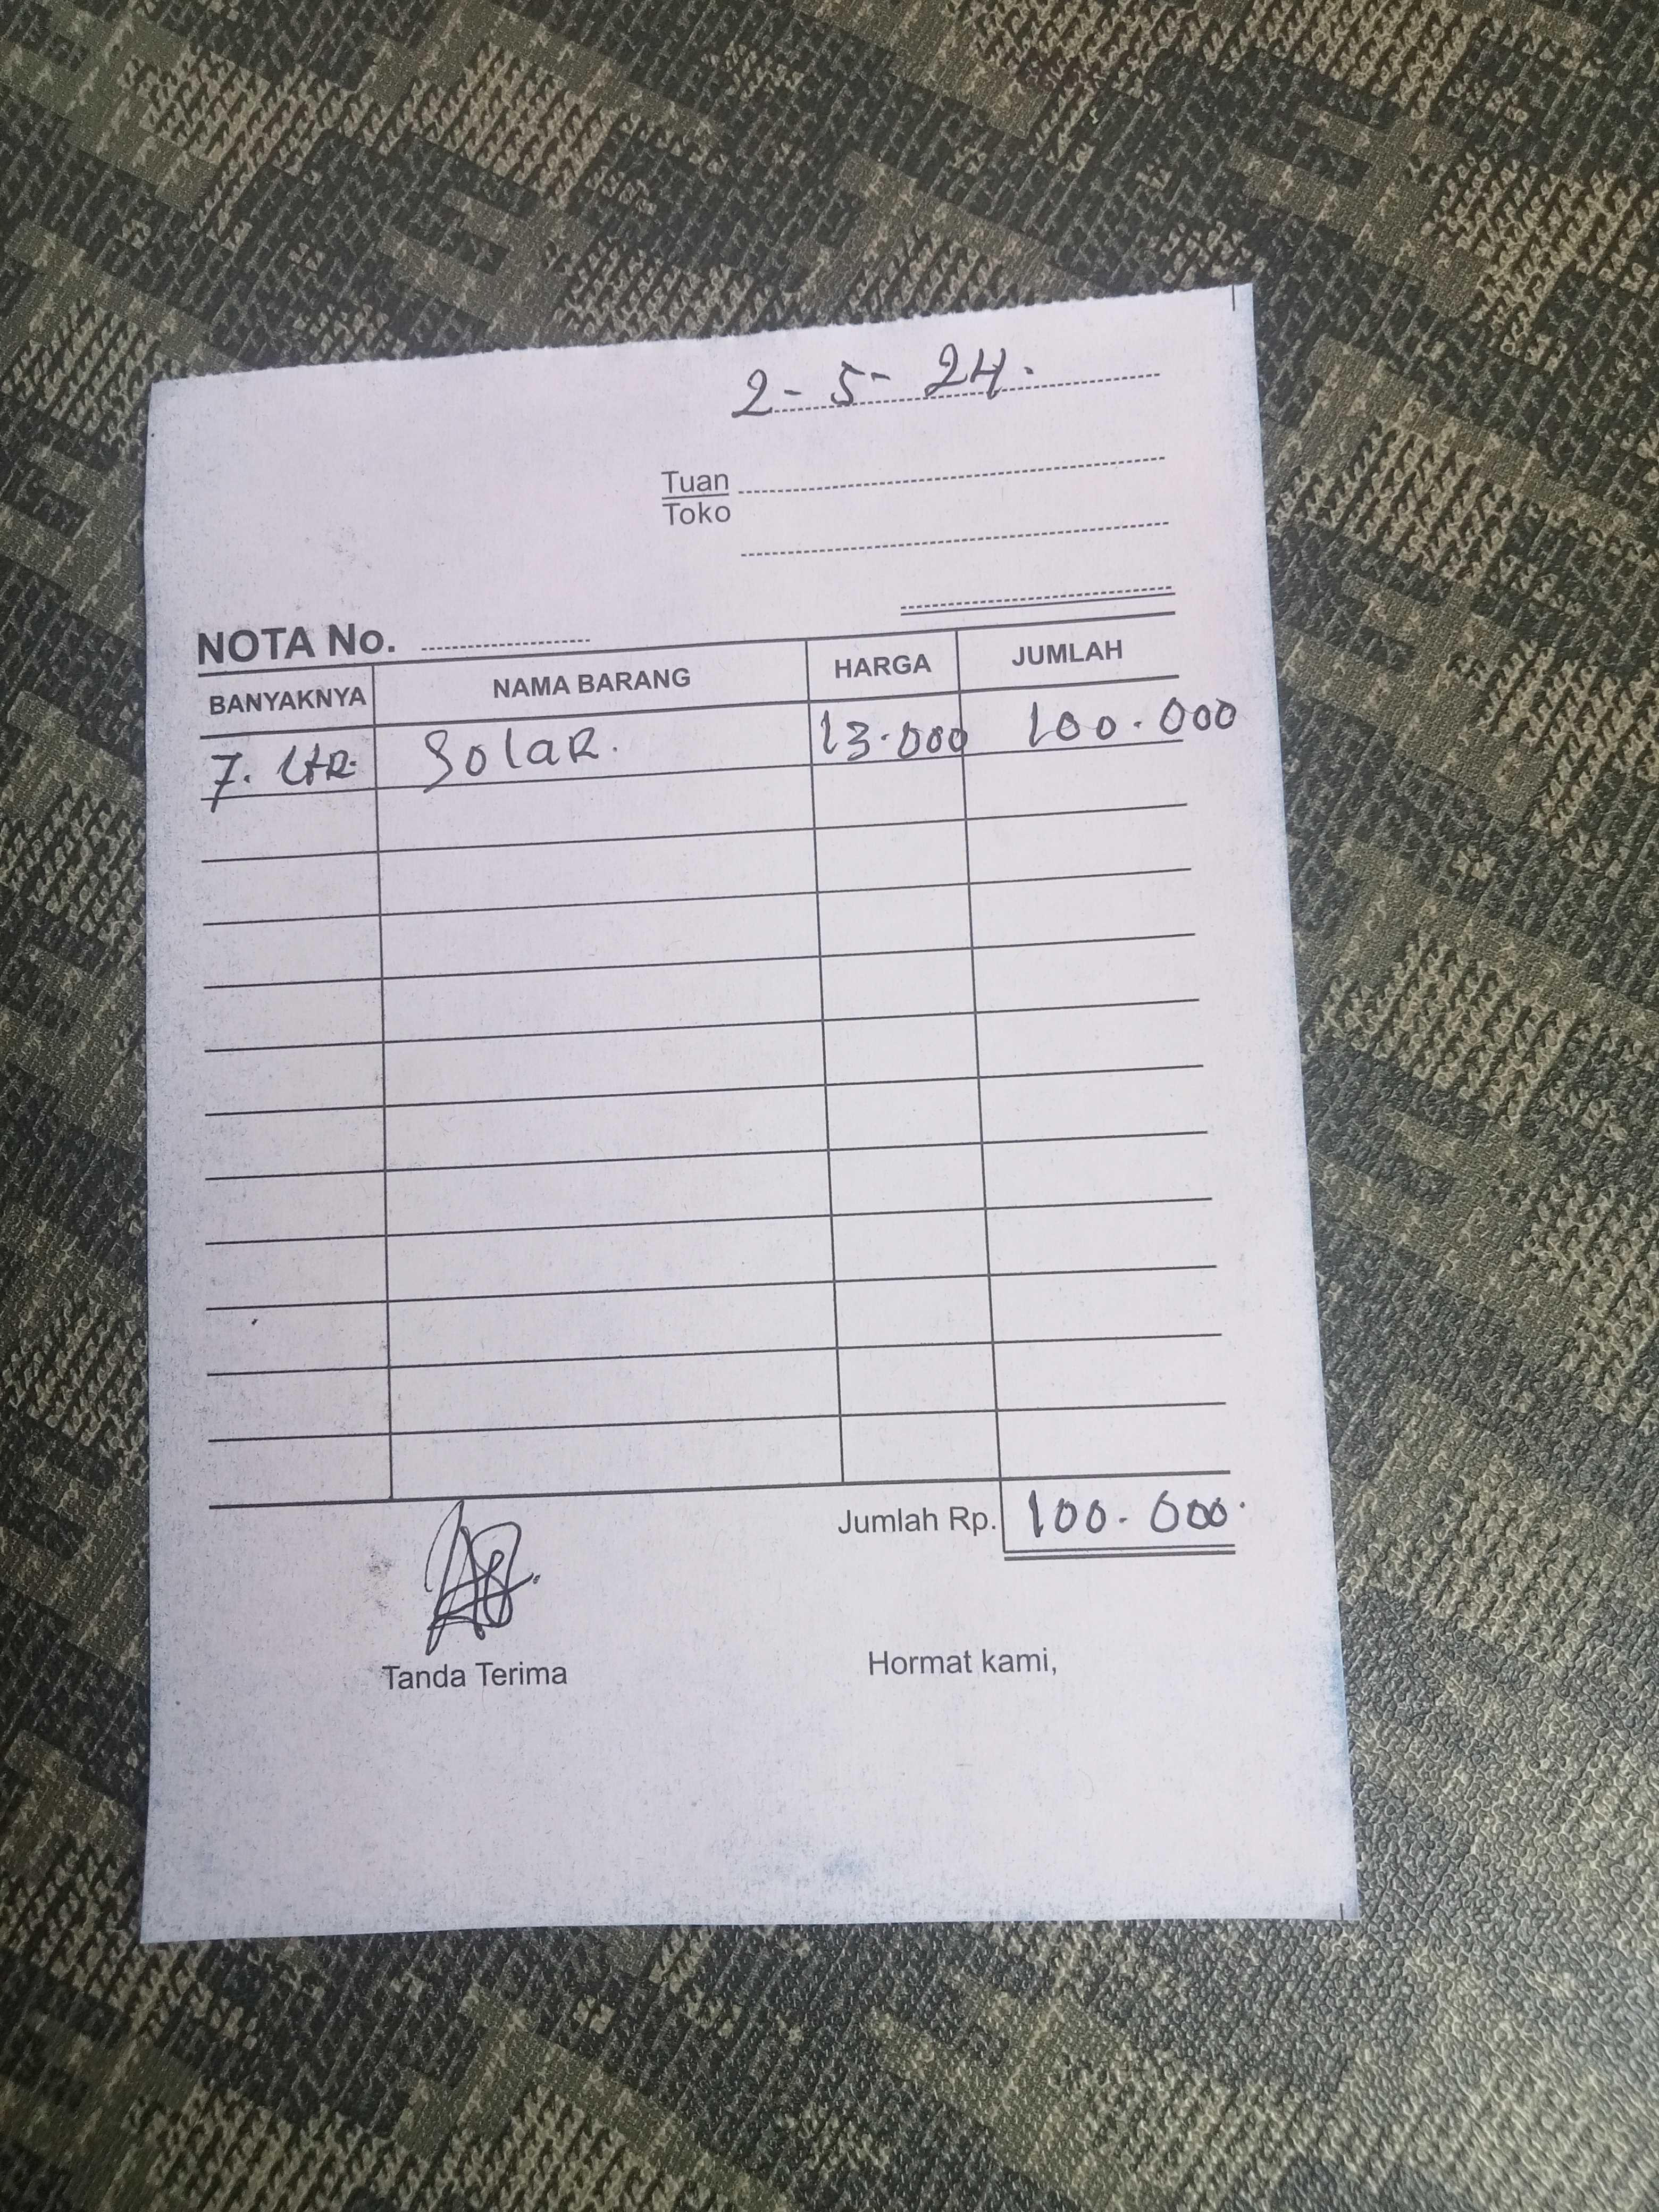 2-5-24.
Tuan
Toko
NOTA No.
BANYAKNYA NAMA BARANG HARGA JUMLAH
7. LtR. SolaR. 13.000 100.000
Jumlah Rp. 100.000.
Tanda Terima Hormat kami,